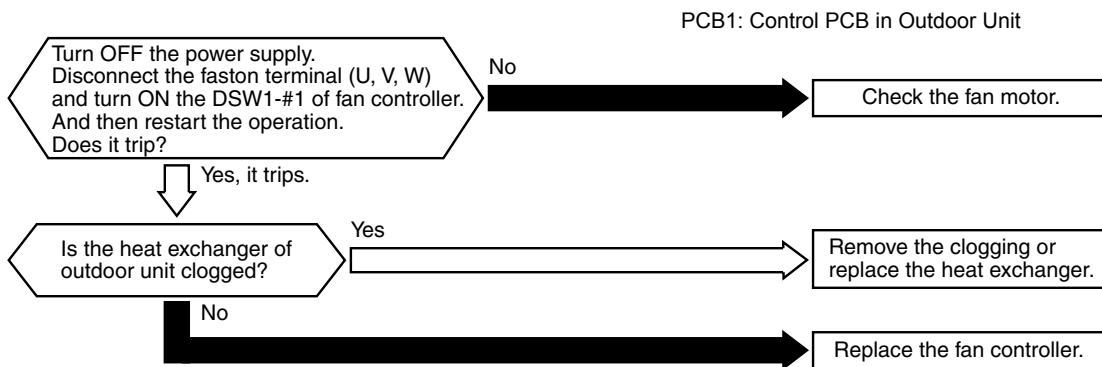 PCB1: Control PCB in Outdoor Unit
Turn OFF the power supply.
Disconnect the faston terminal (U, V, W)
and turn ON the DSW1-#1 of fan controller.
And then restart the operation.
Does it trip?
No
Check the fan motor.
Yes, it trips.
Is the heat exchanger of
outdoor unit clogged?
Yes
Remove the clogging or
replace the heat exchanger.
No
Replace the fan controller.